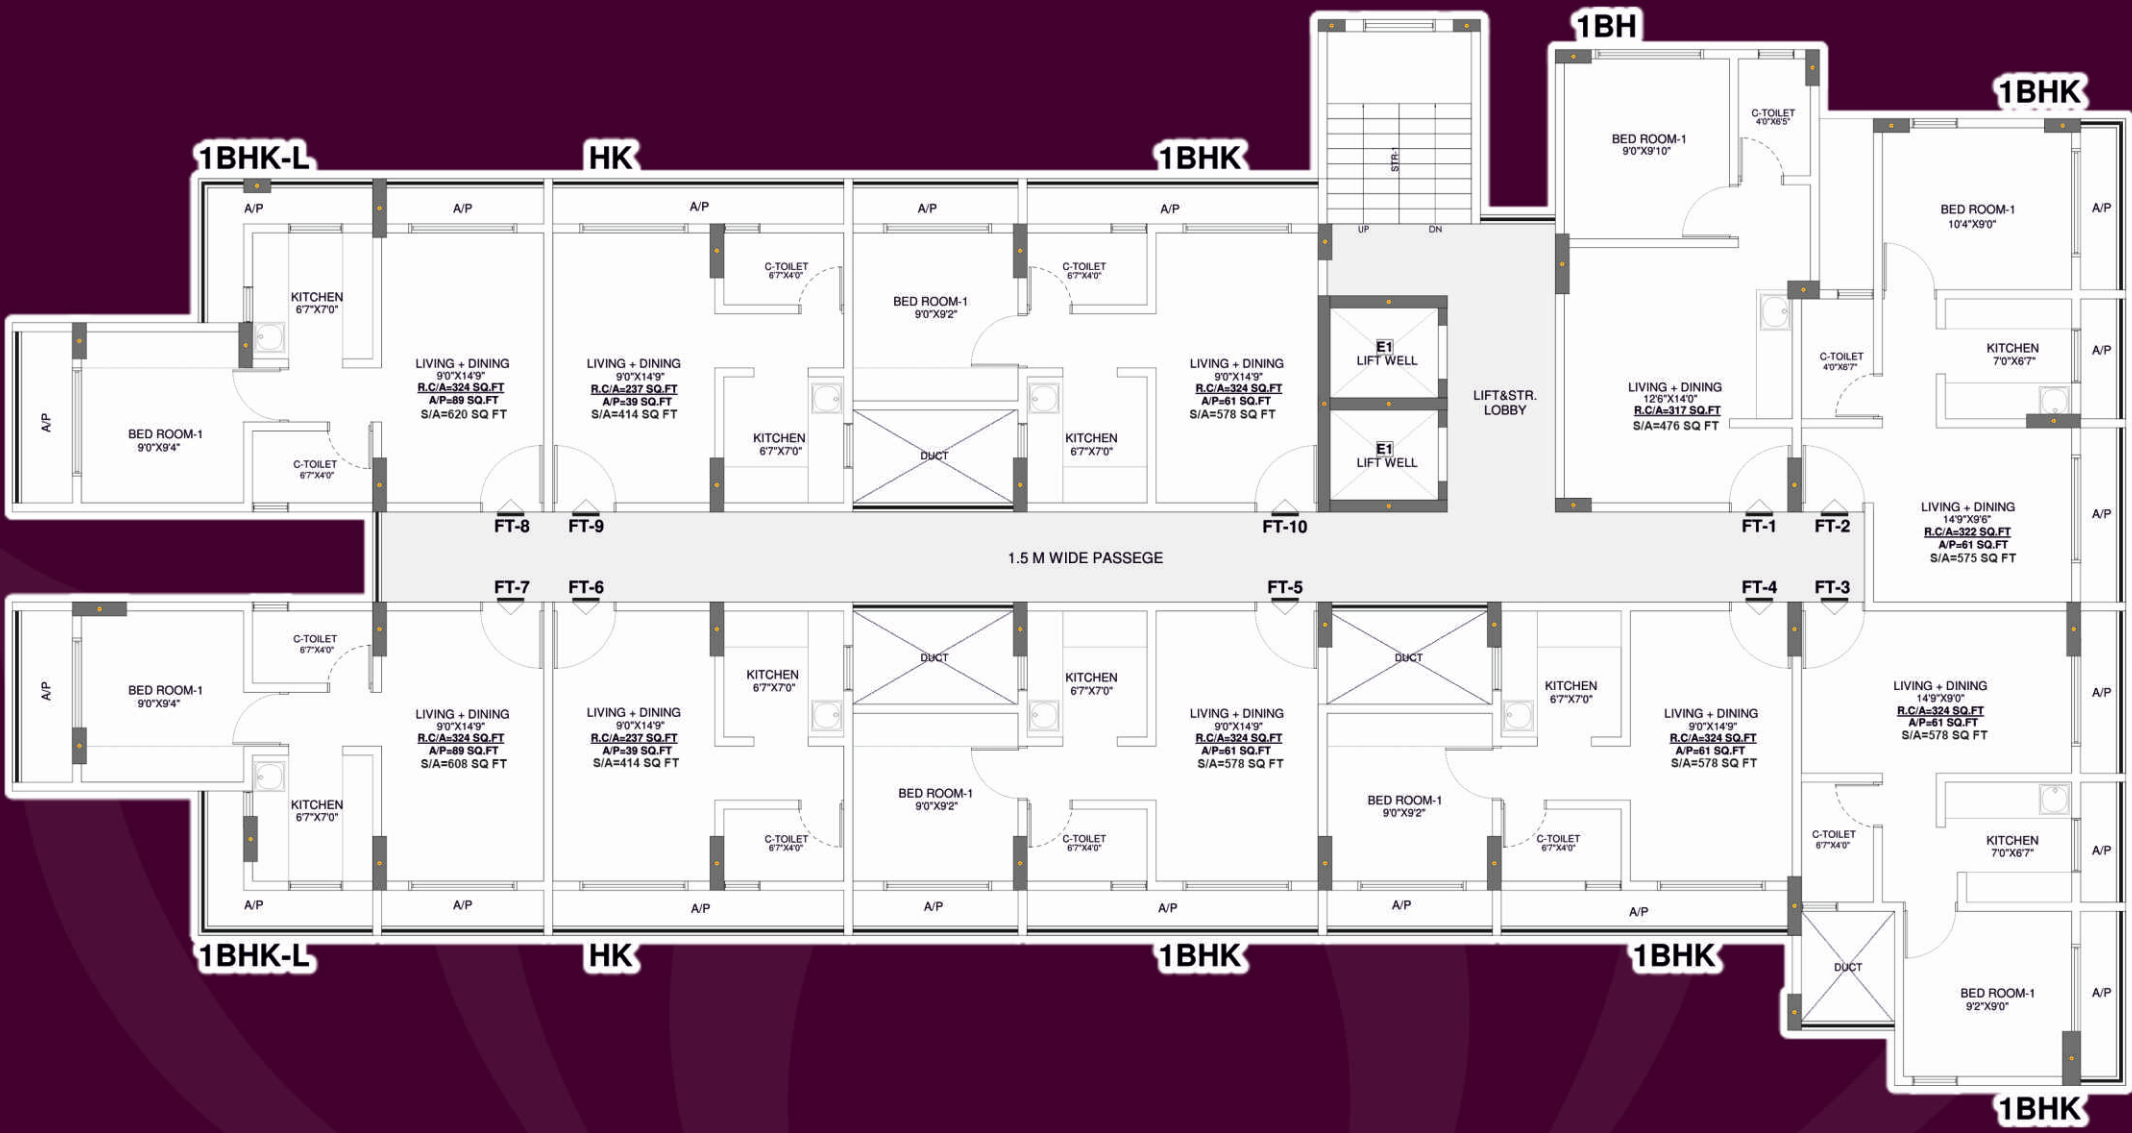 1BH
1BHK
1BHK-L
HK
1BHK
BED ROOM-1
9'0"X9'10"
C-TOILET
4'0"X6'5"
STR-1
UP
DN
BED ROOM-1
10'4"X9'0"
A/P
A/P
A/P
A/P
A/P
A/P
A/P
KITCHEN
6'7"X7'0"
C-TOILET
6'7"X4'0"
BED ROOM-1
9'0"X9'2"
C-TOILET
6'7"X4'0"
E1
LIFT WELL
E1
LIFT WELL
LIFT&STR.
LOBBY
KITCHEN
7'0"X6'7"
A/P
C-TOILET
4'0"X6'7"
LIVING + DINING
9'0"X14'9"
R.C/A=324 SQ.FT
A/P=89 SQ.FT
S/A=620 SQ FT
LIVING + DINING
9'0"X14'9"
R.C/A=237 SQ.FT
A/P=39 SQ.FT
S/A=414 SQ FT
LIVING + DINING
9'0"X14'9"
R.C/A=324 SQ.FT
A/P=61 SQ.FT
S/A=578 SQ FT
LIVING + DINING
12'6"X14'0"
R.C/A=317 SQ.FT
S/A=476 SQ FT
BED ROOM-1
9'0"X9'4"
C-TOILET
6'7"X4'0"
KITCHEN
6'7"X7'0"
DUCT
KITCHEN
6'7"X7'0"
LIVING + DINING
14'9"X9'6"
R.C/A=322 SQ.FT
A/P=61 SQ.FT
S/A=575 SQ FT
A/P
FT-8
FT-9
FT-10
FT-1
FT-2
1.5 M WIDE PASSEGE
FT-7
FT-6
FT-5
FT-4
FT-3
C-TOILET
6'7"X4'0"
A/P
BED ROOM-1
9'0"X9'4"
KITCHEN
6'7"X7'0"
DUCT
KITCHEN
6'7"X7'0"
DUCT
KITCHEN
6'7"X7'0"
LIVING + DINING
9'0"X14'9"
R.C/A=324 SQ.FT
A/P=89 SQ.FT
S/A=608 SQ FT
LIVING + DINING
9'0"X14'9"
R.C/A=237 SQ.FT
A/P=39 SQ.FT
S/A=414 SQ FT
LIVING + DINING
9'0"X14'9"
R.C/A=324 SQ.FT
A/P=61 SQ.FT
S/A=578 SQ FT
LIVING + DINING
9'0"X14'9"
R.C/A=324 SQ.FT
A/P=61 SQ.FT
S/A=578 SQ FT
LIVING + DINING
14'9"X9'0"
R.C/A=324 SQ.FT
A/P=61 SQ.FT
S/A=578 SQ FT
A/P
KITCHEN
6'7"X7'0"
C-TOILET
6'7"X4'0"
BED ROOM-1
9'0"X9'2"
C-TOILET
6'7"X4'0"
BED ROOM-1
9'0"X9'2"
C-TOILET
6'7"X4'0"
C-TOILET
6'7"X4'0"
KITCHEN
7'0"X6'7"
A/P
A/P
A/P
A/P
A/P
A/P
A/P
A/P
1BHK-L
HK
1BHK
1BHK
DUCT
BED ROOM-1
9'2"X9'0"
A/P
1BHK